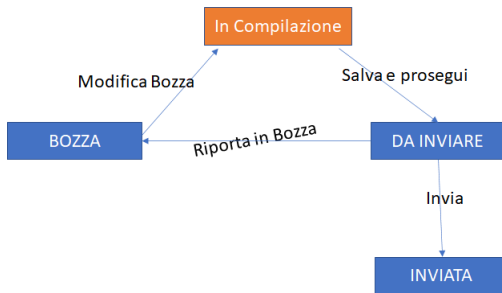 In Compilazione
Modifica Bozza
Salva e prosegui
BOZZA
Riporta in Bozza
DA INVIARE
Invia
INVIATA